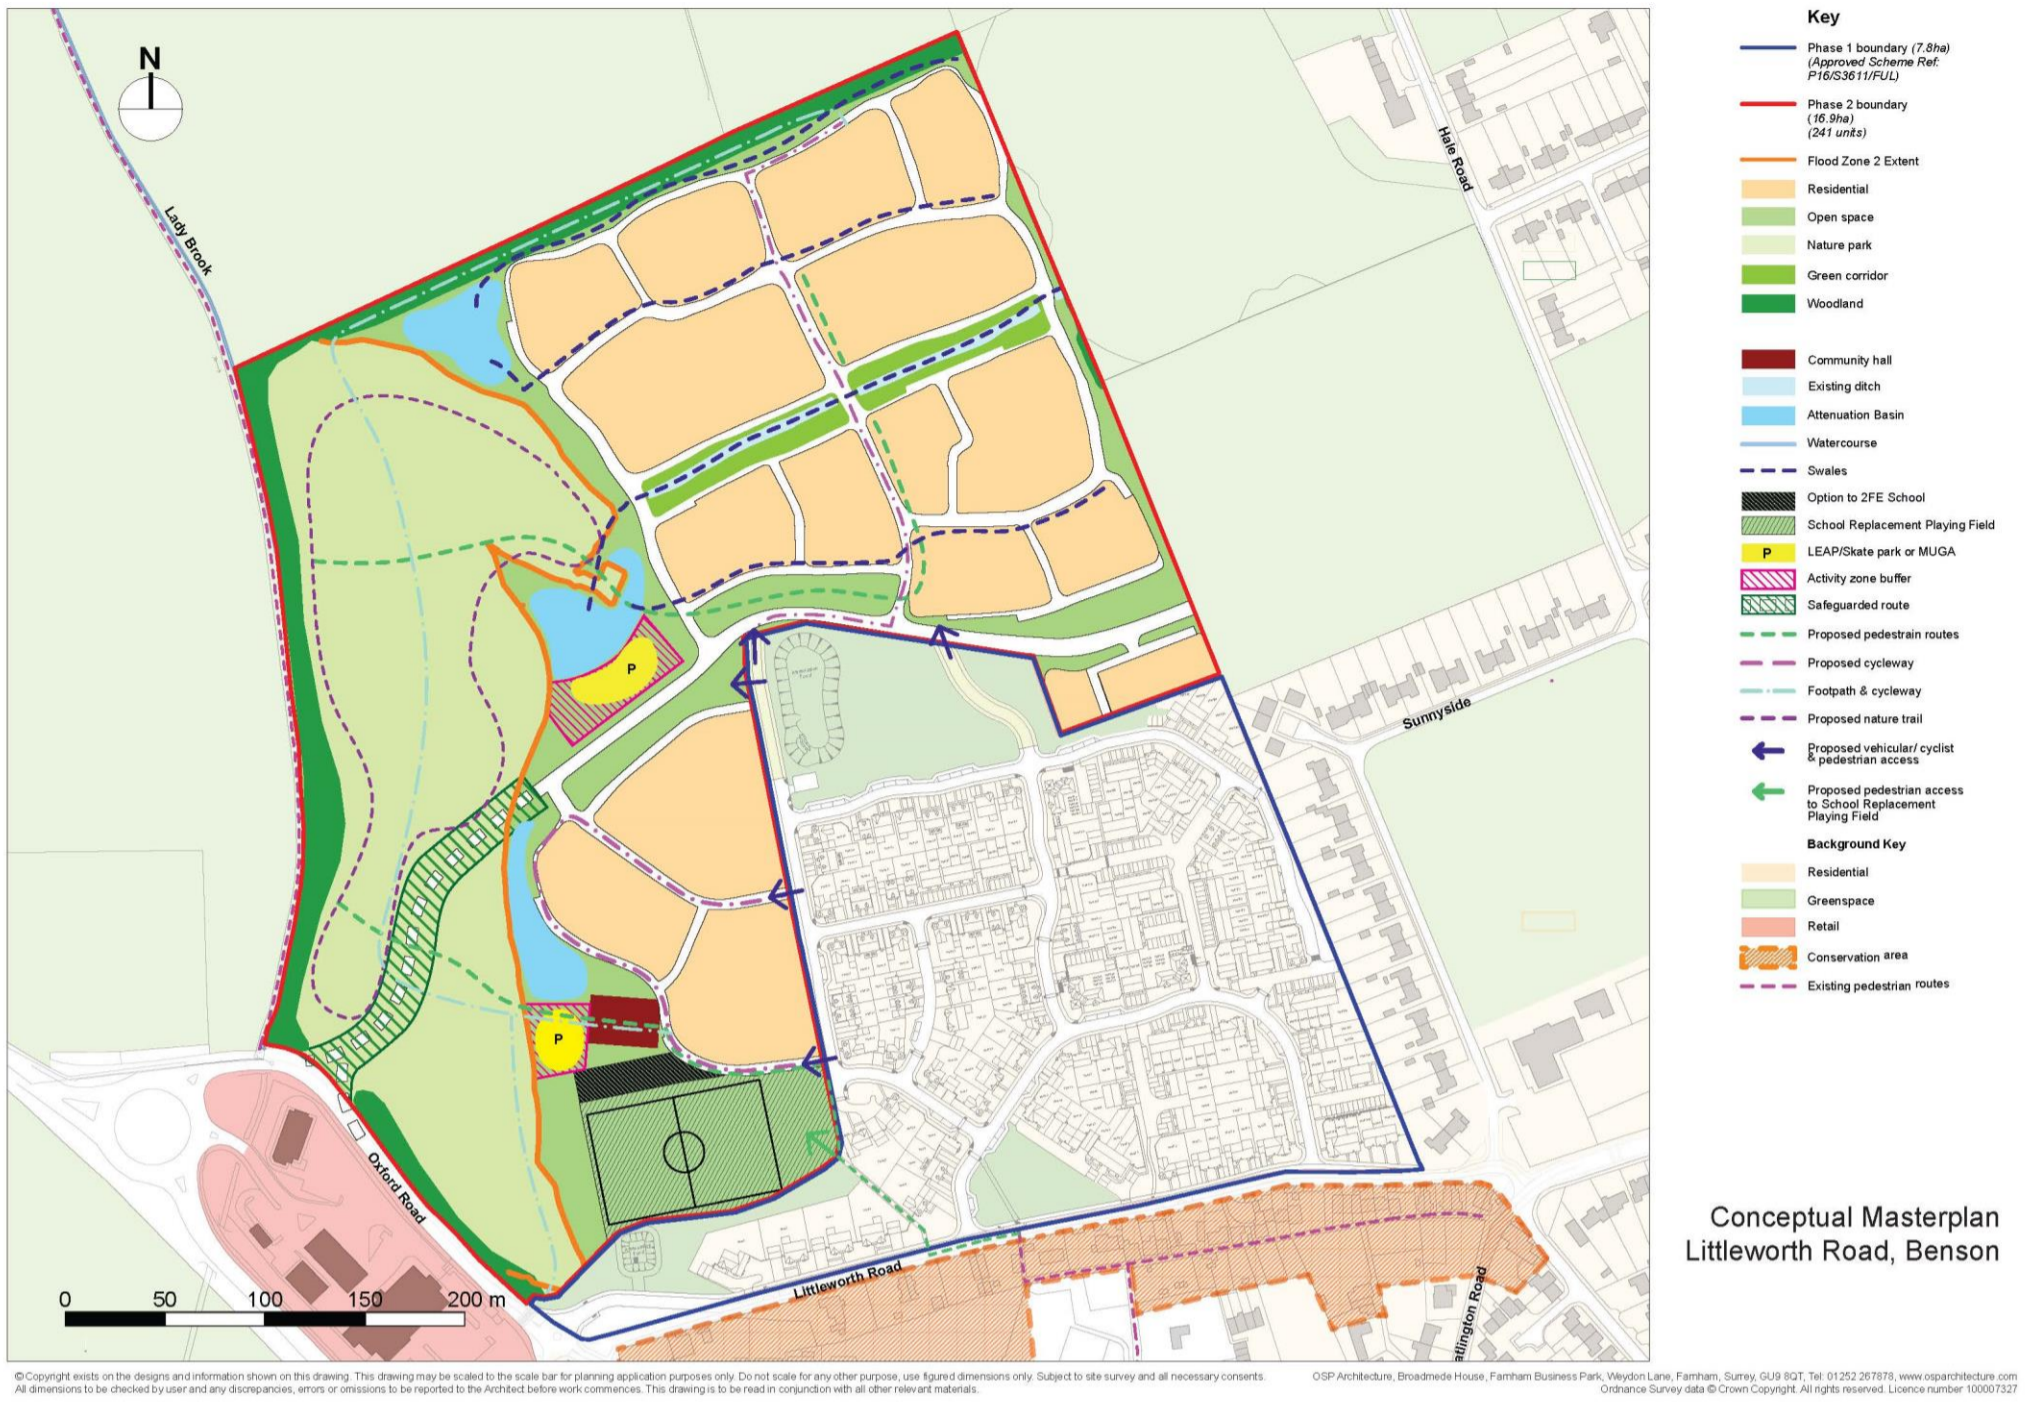 N
Lady Brook
Hale Road
Sunnyside
P
P
Oxford Road
Littleworth Road
atlington Road
0 50 100 150 200 m
Key
Phase 1 boundary (7.8ha)
(Approved Scheme Ref:
P16/S3611/FUL)
Phase 2 boundary
(16.9ha)
(241 units)
Flood Zone 2 Extent
Residential
Open space
Nature park
Green corridor
Woodland
Community hall
Existing ditch
Attenuation Basin
Watercourse
Swales
Option to 2FE School
School Replacement Playing Field
P LEAP/Skate park or MUGA
Activity zone buffer
Safeguarded route
Proposed pedestrain routes
Proposed cycleway
Footpath & cycleway
Proposed nature trail
Proposed vehicular/ cyclist
& pedestrian access
Proposed pedestrian access
to School Replacement
Playing Field
Background Key
Residential
Greenspace
Retail
Conservation area
Existing pedestrian routes
Conceptual Masterplan
Littleworth Road, Benson
© Copyright exists on the designs and information shown on this drawing. This drawing may be scaled to the scale bar for planning application purposes only. Do not scale for any other purpose, use figured dimensions only. Subject to site survey and all necessary consents.
All dimensions to be checked by user and any discrepancies, errors or omissions to be reported to the Architect before work commences. This drawing is to be read in conjunction with all other relevant materials.
OSP Architecture, Broadmede House, Farnham Business Park, Weydon Lane, Farnham, Surrey, GU9 8QT, Tel: 01252 267878, www.osparchitecture.com
Ordnance Survey data © Crown Copyright. All rights reserved. Licence number 100007327